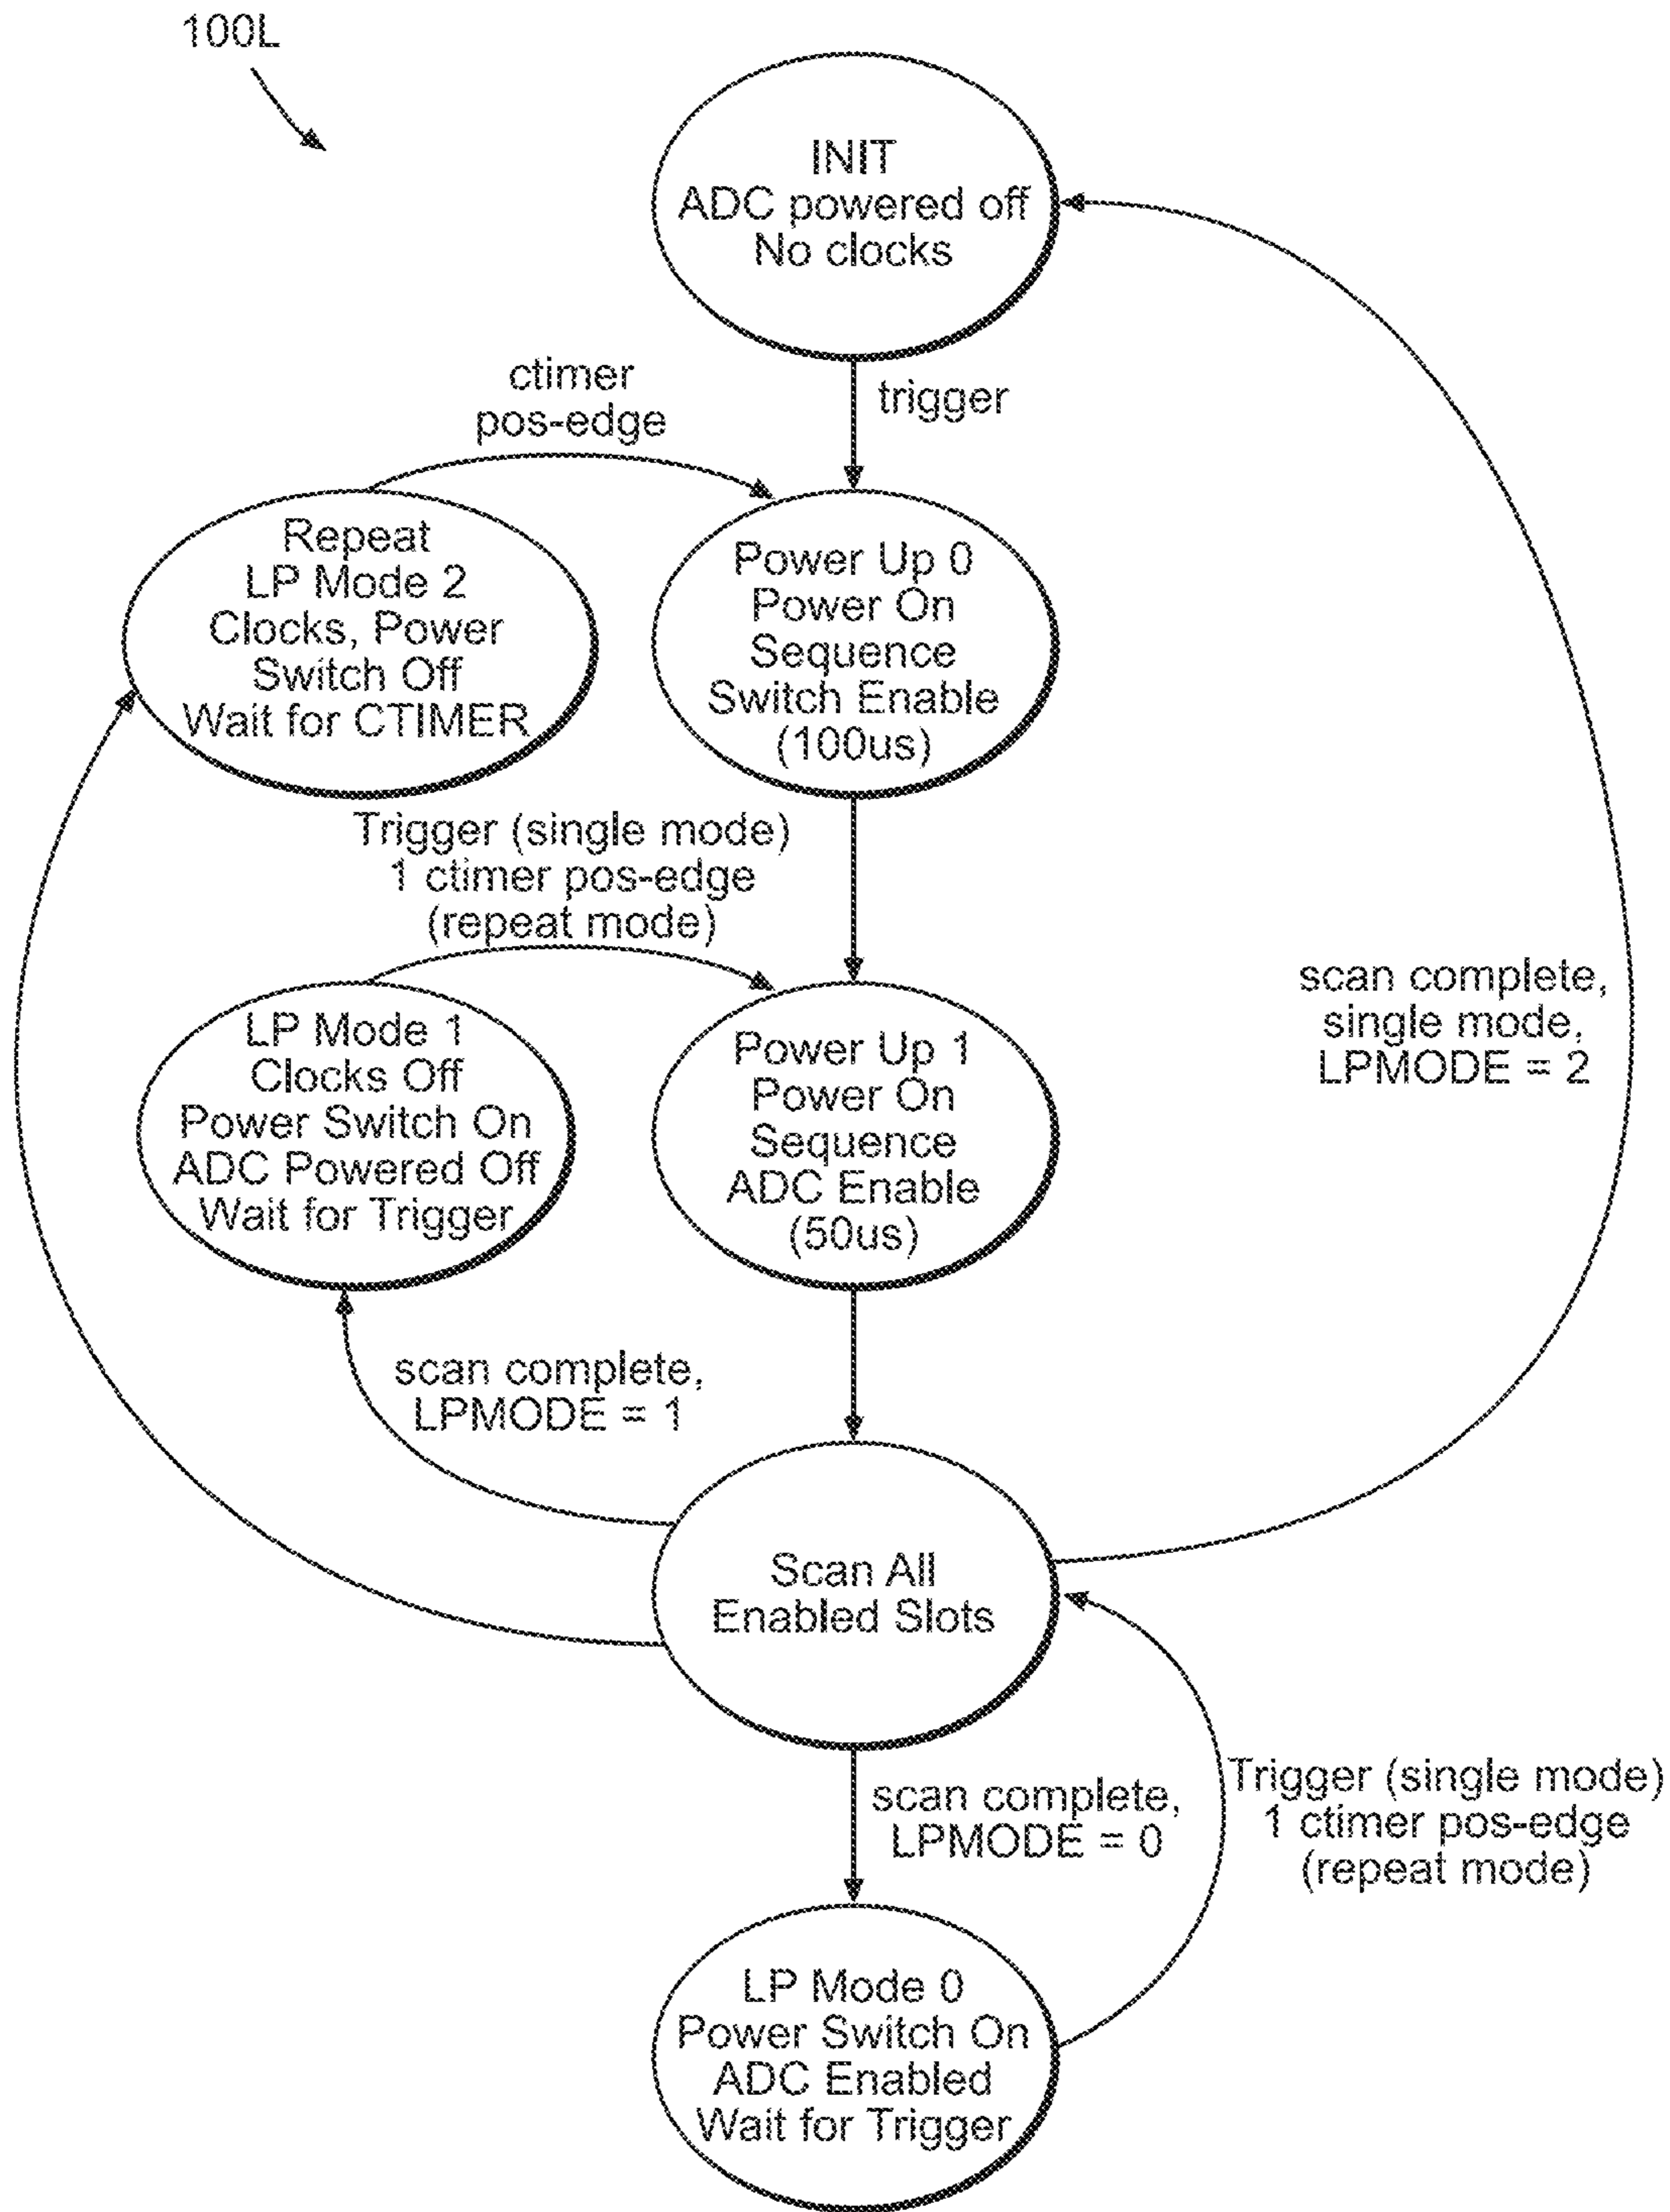 100L
INIT
ADC powered off
No clocks
trigger
ctimer
pos-edge
Repeat
LP Mode 2
Clocks, Power
Switch Off
Wait for CTIMER
Power Up 0
Power On
Sequence
Switch Enable
(100us)
Trigger (single mode)
1 ctimer pos-edge
(repeat mode)
LP Mode 1
Clocks Off
Power Switch On
ADC Powered Off
Wait for Trigger
Power Up 1
Power On
Sequence
ADC Enable
(50us)
scan complete,
single mode,
LPMODE = 2
scan complete,
LPMODE = 1
Scan All
Enabled Slots
scan complete,
LPMODE = 0
Trigger (single mode)
1 ctimer pos-edge
(repeat mode)
LP Mode 0
Power Switch On
ADC Enabled
Wait for Trigger